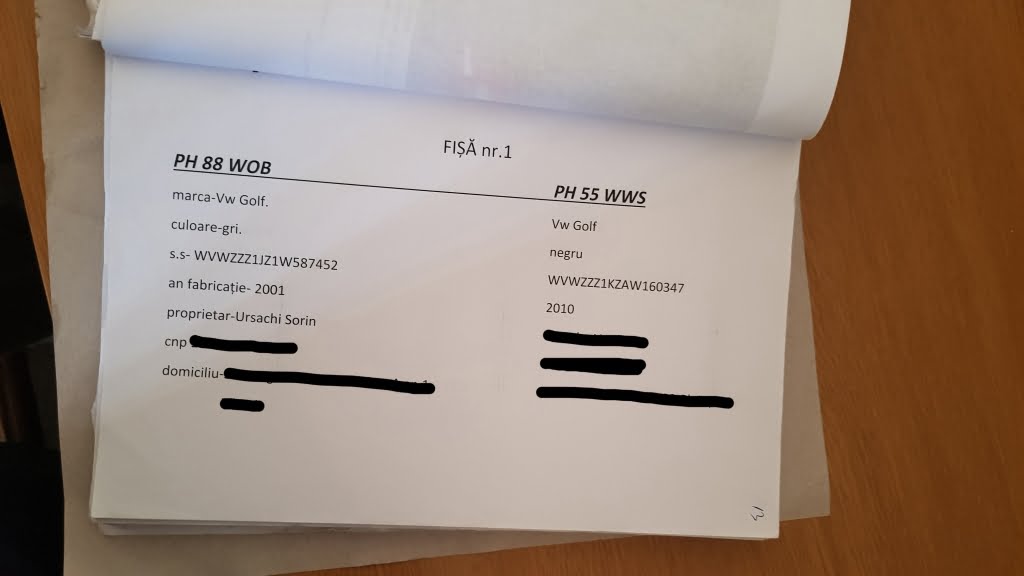 FIȘĂ nr.1
PH 88 WOB
marca-Vw Golf.
culoare-gri.
s.s- WVWZZZ1JZ1W587452
an fabricație- 2001
proprietar-Ursachi Sorin
cnp
domiciliu-
PH 55 WWS
Vw Golf
negru
WVWZZZ1KZAW160347
2010
13